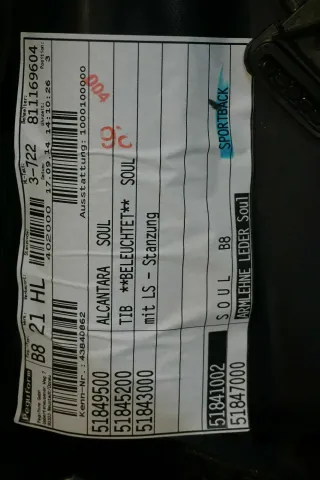 Peguform
B8 21 HL
3-722
811169604
402000
17.09.14
14:10:26
3
Kenn-Nr.: 4384D862
Ausstattung: 1000100000
004
9c
51849500 ALCANTARA SOUL
51845200 TIB **BELEUCHTET** SOUL
51843000 mit LS - Stanzung
51841002 S O U L B8 SPORTBACK
51847000 ARMLEHNE LEDER Soul